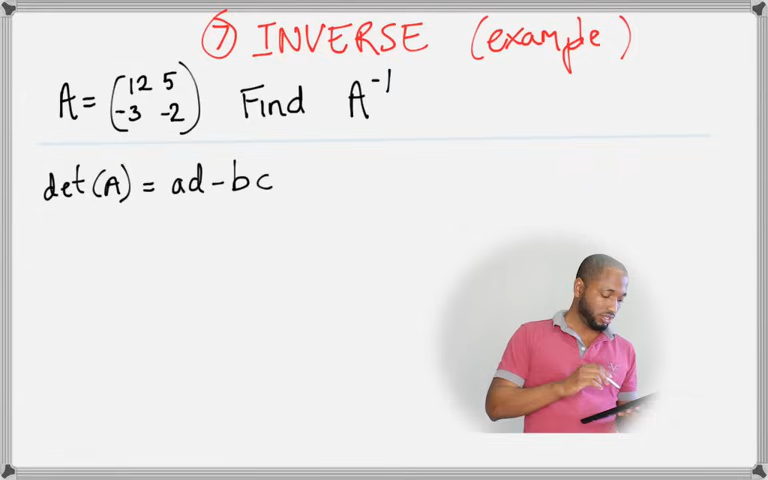 ⑦ INVERSE (example)
A = (12 5
-3 -2) Find A⁻¹
det(A) = ad - bc